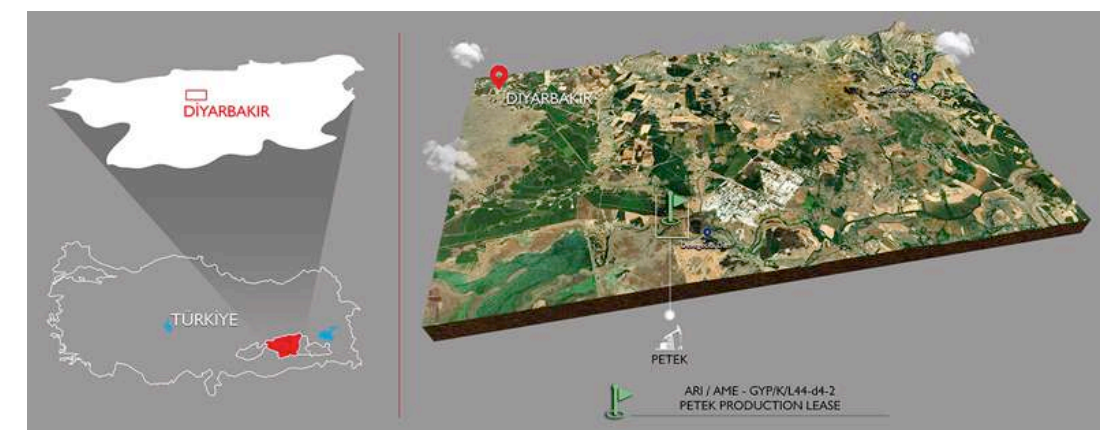 DİYARBAKIR
TÜRKİYE
DİYARBAKIR
PETEK
ARI / AME - GYP/K/L44-d4-2
PETEK PRODUCTION LEASE